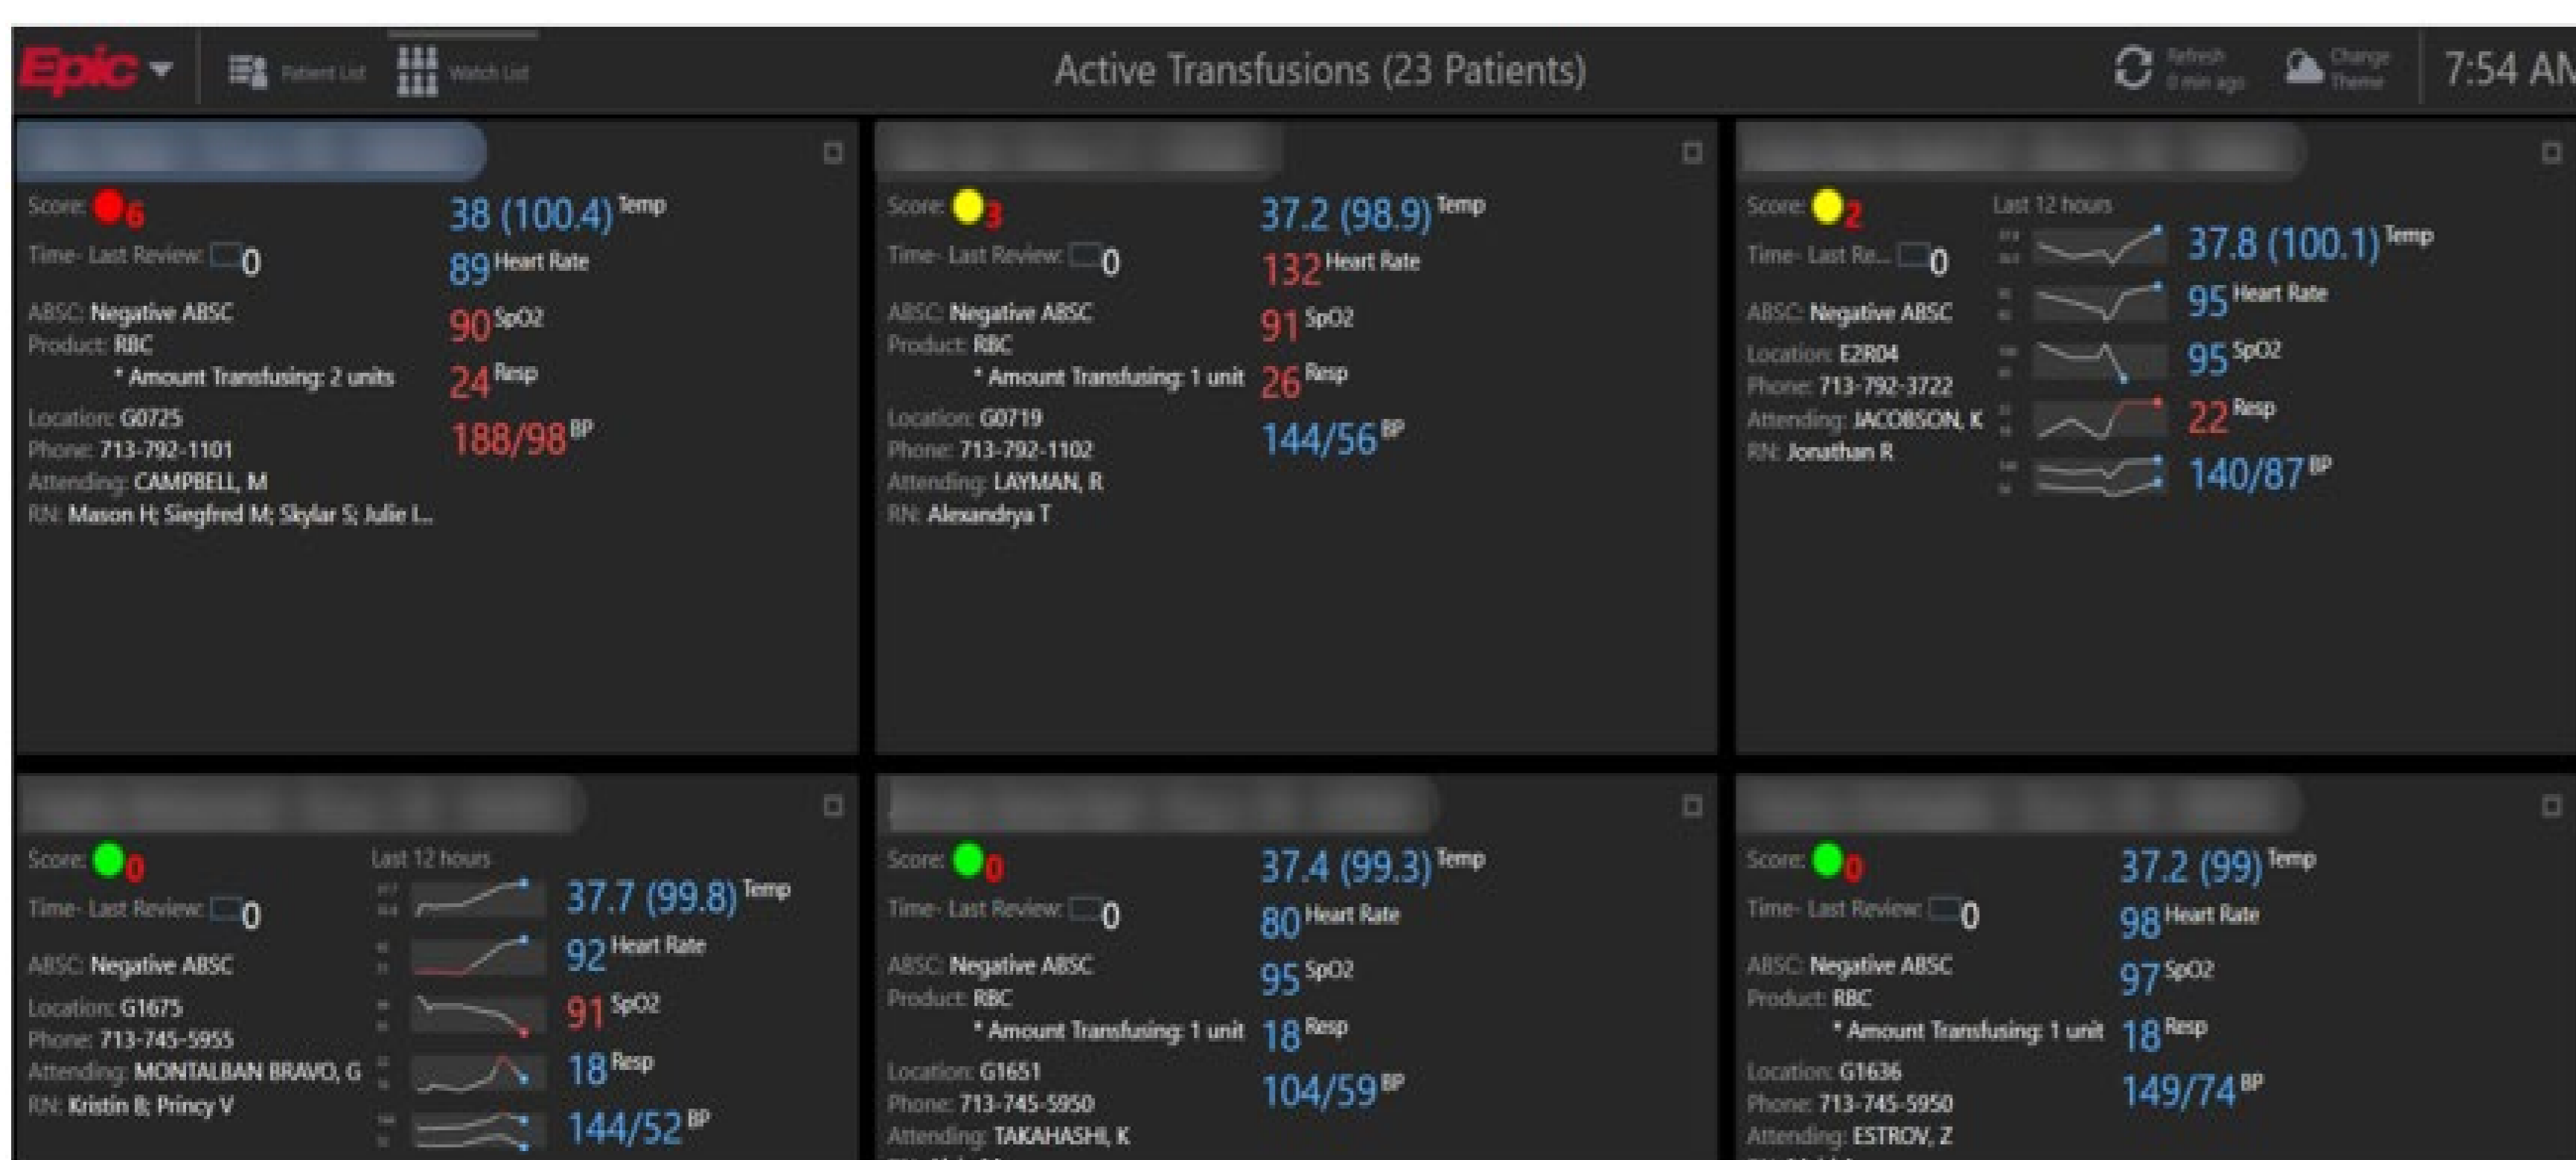 Epic
Patient List
Watch List
Active Transfusions (23 Patients)
Refresh
0 min ago
Change
Theme
7:54 AM
Score: 6
Time- Last Review: 0
ABSC: Negative ABSC
Product: RBC
* Amount Transfusing: 2 units
Location: G0725
Phone: 713-792-1101
Attending: CAMPBELL, M
RN: Mason H; Siegfred M; Skylar S; Julie I...
38 (100.4) Temp
89 Heart Rate
90 SpO2
24 Resp
188/98 BP
Score: 3
Time- Last Review: 0
ABSC: Negative ABSC
Product: RBC
* Amount Transfusing: 1 unit
Location: G0719
Phone: 713-792-1102
Attending: LAYMAN, R
RN: Alexandrya T
37.2 (98.9) Temp
132 Heart Rate
91 SpO2
26 Resp
144/56 BP
Score: 2
Time- Last Re... 0
ABSC: Negative ABSC
Location: E2R04
Phone: 713-792-3722
Attending: JACOBSON, K
RN: Jonathan R
Last 12 hours
37.8 (100.1) Temp
95 Heart Rate
95 SpO2
22 Resp
140/87 BP
Score: 0
Time- Last Review: 0
ABSC: Negative ABSC
Location: G1675
Phone: 713-745-5955
Attending: MONTALBAN BRAVO, G
RN: Kristin B; Princy V
Last 12 hours
37.7 (99.8) Temp
92 Heart Rate
91 SpO2
18 Resp
144/52 BP
Score: 0
Time- Last Review: 0
ABSC: Negative ABSC
Product: RBC
* Amount Transfusing: 1 unit
Location: G1651
Phone: 713-745-5950
Attending: TAKAHASHI, K
37.4 (99.3) Temp
80 Heart Rate
95 SpO2
18 Resp
104/59 BP
Score: 0
Time- Last Review: 0
ABSC: Negative ABSC
Product: RBC
* Amount Transfusing: 1 unit
Location: G1636
Phone: 713-745-5950
Attending: ESTROV, Z
37.2 (99) Temp
98 Heart Rate
97 SpO2
18 Resp
149/74 BP